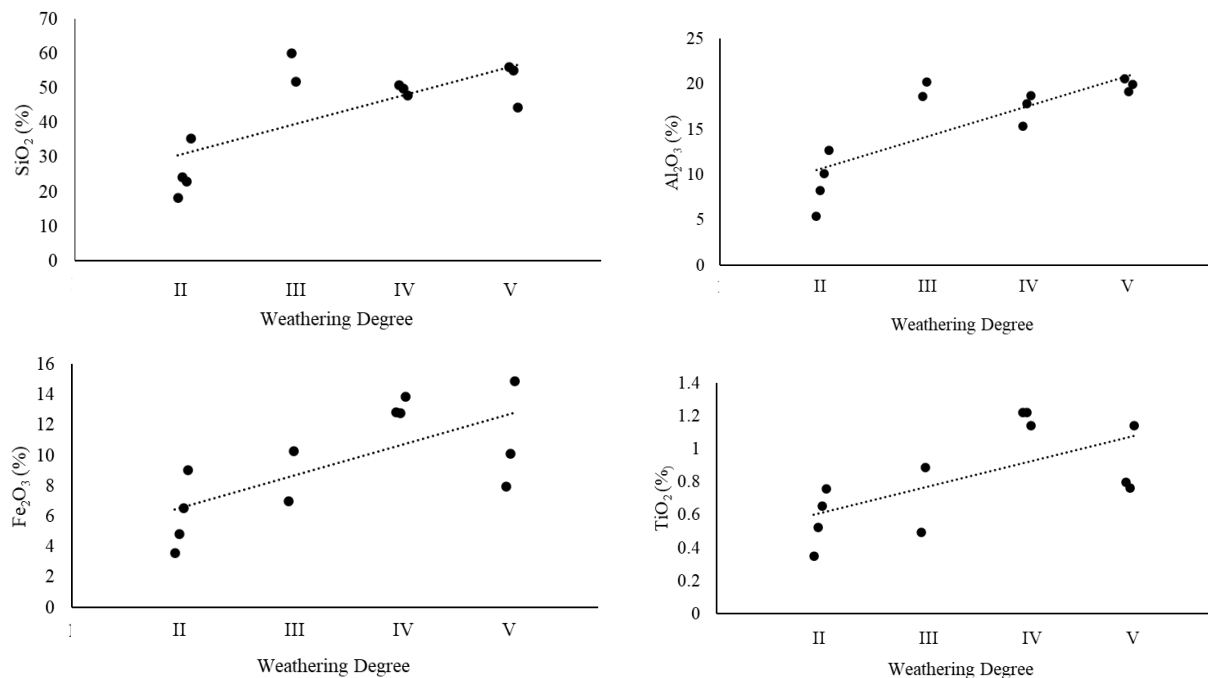 70
60
50
40
30
20
10
0
SiO₂ (%)
II III IV V
Weathering Degree
25
20
15
10
5
0
Al₂O₃ (%)
II III IV V
Weathering Degree
16
14
12
10
8
6
4
2
0
Fe₂O₃ (%)
II III IV V
Weathering Degree
1.4
1.2
1
0.8
0.6
0.4
0.2
0
TiO₂ (%)
II III IV V
Weathering Degree